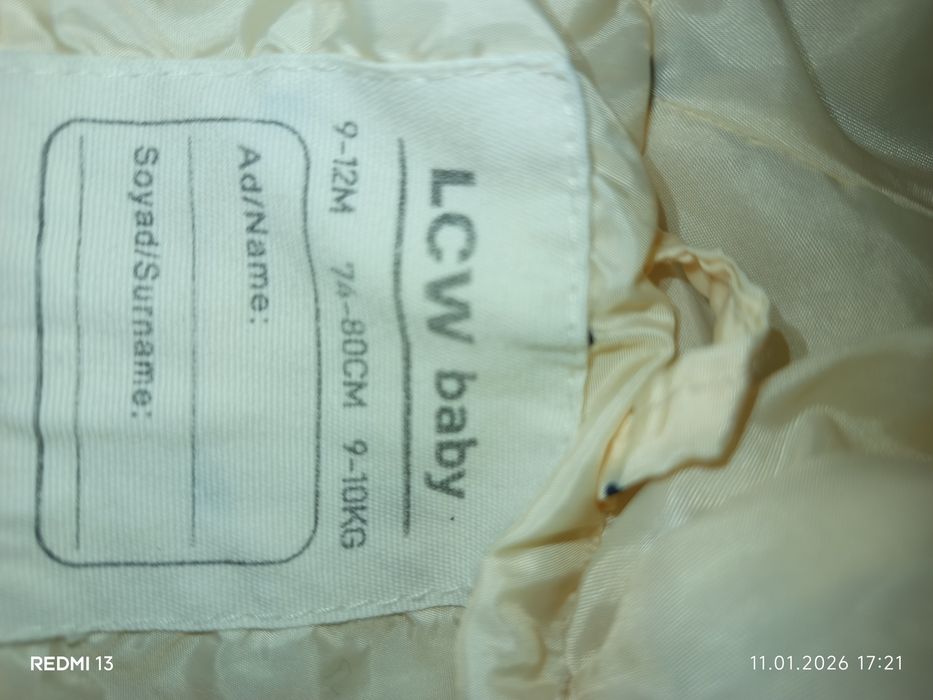 LCW baby
9-12M 74-80CM 9-10KG
Ad/Name:
Soyad/Surname:
REDMI 13
11.01.2026 17:21